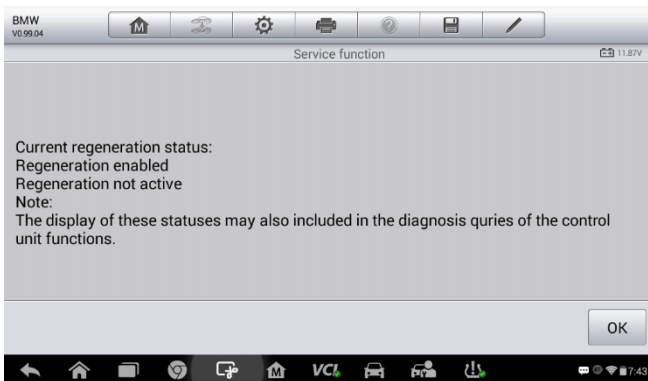 BMW
V0.99.04
M
Service function
11.87V
Current regeneration status:
Regeneration enabled
Regeneration not active
Note:
The display of these statuses may also included in the diagnosis quries of the control
unit functions.
OK
M
VCI
7:43